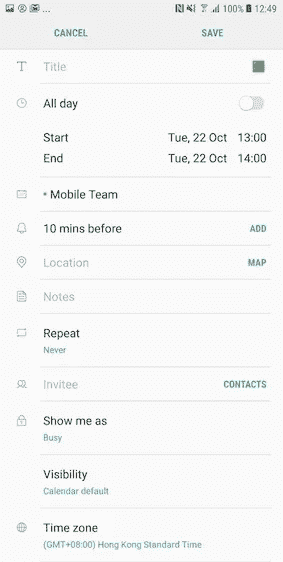 ... 100% 12:49
CANCEL SAVE
Title
All day
Start Tue, 22 Oct 13:00
End Tue, 22 Oct 14:00
• Mobile Team
10 mins before ADD
Location MAP
Notes
Repeat
Never
Invitee CONTACTS
Show me as
Busy
Visibility
Calendar default
Time zone
(GMT+08:00) Hong Kong Standard Time